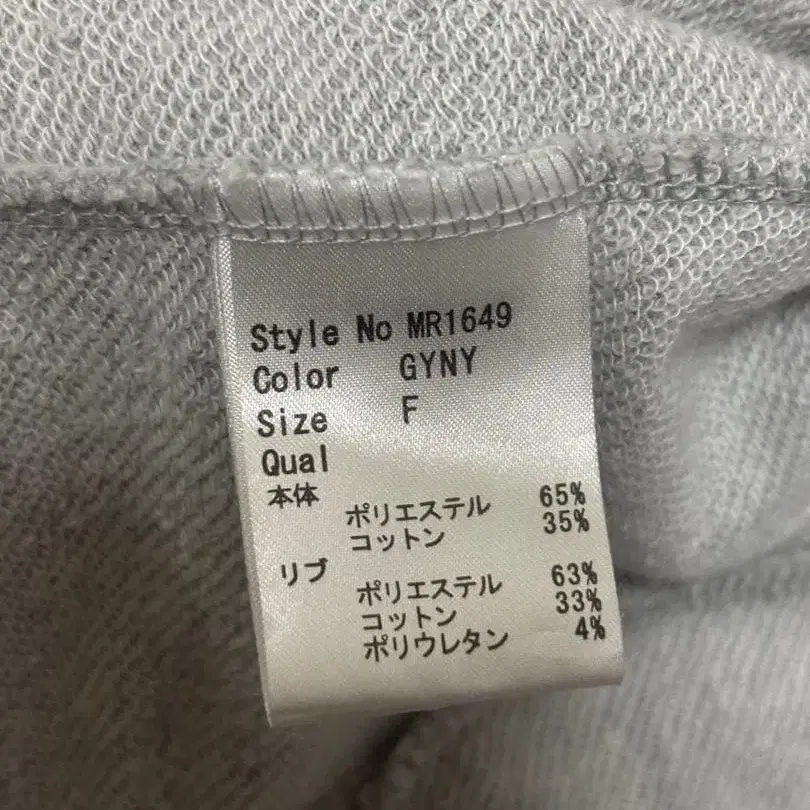 Style No MR1649
Color GYNY
Size F
Qual
本体
ポリエステル 65%
コットン 35%
リブ
ポリエステル 63%
コットン 33%
ポリウレタン 4%